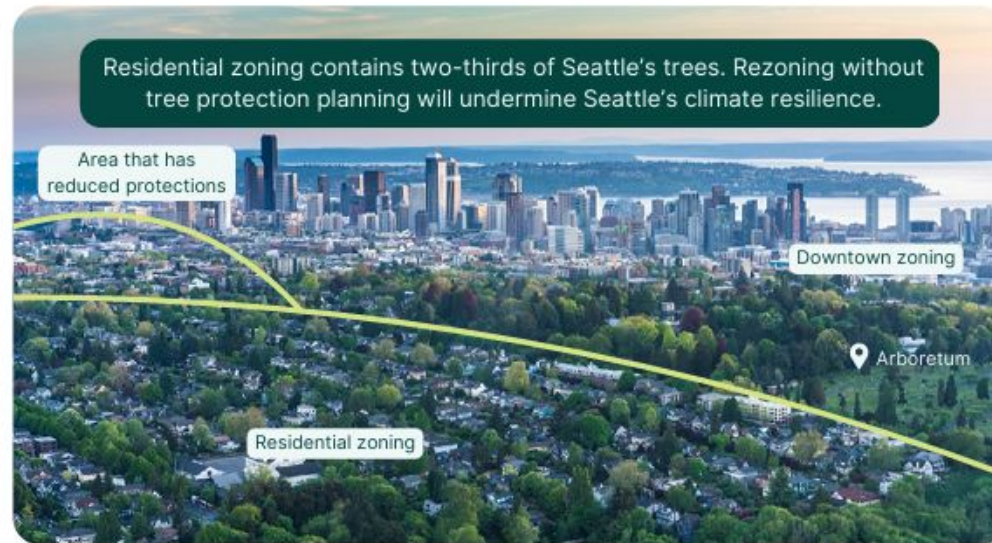 Residential zoning contains two-thirds of Seattle's trees. Rezoning without
tree protection planning will undermine Seattle's climate resilience.
Area that has
reduced protections
Downtown zoning
Arboretum
Residential zoning